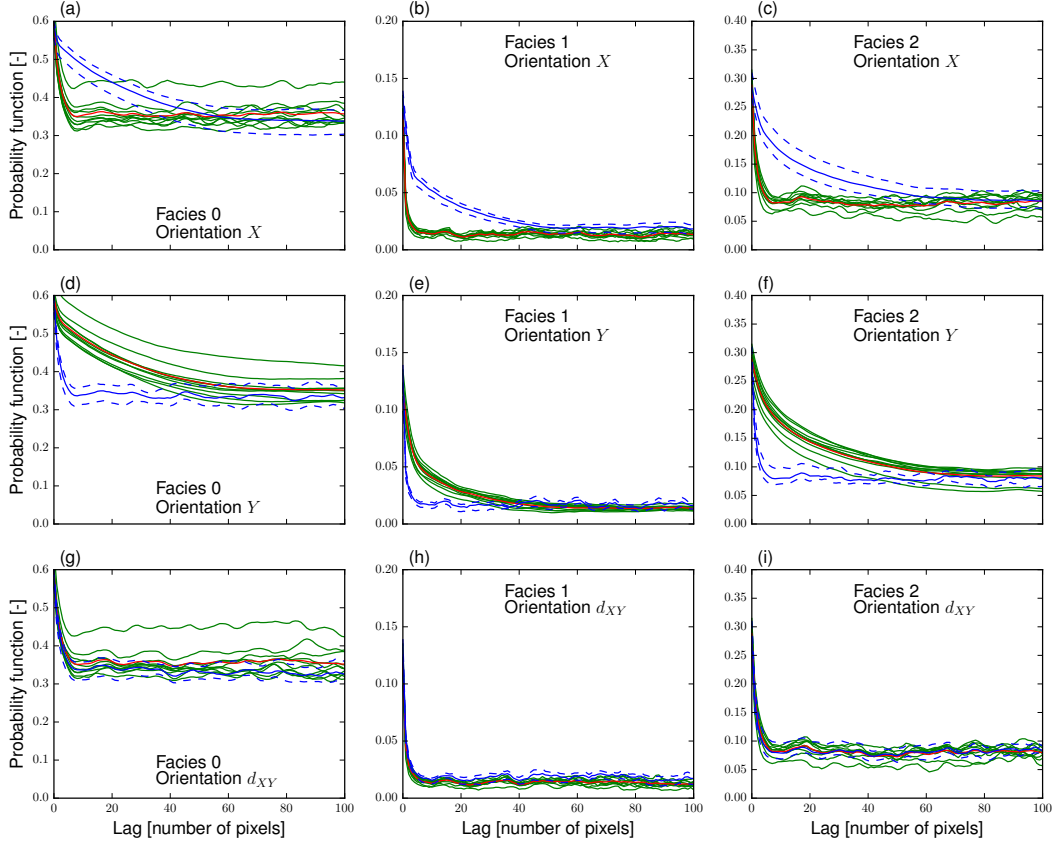 (a)
(b)
(c)
Probability function [-]
0.6
0.5
0.4
0.3
0.2
0.1
0.0
0.20
0.15
0.10
0.05
0.00
0.40
0.35
0.30
0.25
0.20
0.15
0.10
0.05
0.00
Facies 0
Orientation X
Facies 1
Orientation X
Facies 2
Orientation X
0 20 40 60 80 100
0 20 40 60 80 100
0 20 40 60 80 100
(d)
(e)
(f)
Probability function [-]
0.6
0.5
0.4
0.3
0.2
0.1
0.0
0.20
0.15
0.10
0.05
0.00
0.40
0.35
0.30
0.25
0.20
0.15
0.10
0.05
0.00
Facies 0
Orientation Y
Facies 1
Orientation Y
Facies 2
Orientation Y
0 20 40 60 80 100
0 20 40 60 80 100
0 20 40 60 80 100
(g)
(h)
(i)
Probability function [-]
0.6
0.5
0.4
0.3
0.2
0.1
0.0
0.20
0.15
0.10
0.05
0.00
0.40
0.35
0.30
0.25
0.20
0.15
0.10
0.05
0.00
Facies 0
Orientation d_XY
Facies 1
Orientation d_XY
Facies 2
Orientation d_XY
0 20 40 60 80 100
0 20 40 60 80 100
0 20 40 60 80 100
Lag [number of pixels]
Lag [number of pixels]
Lag [number of pixels]